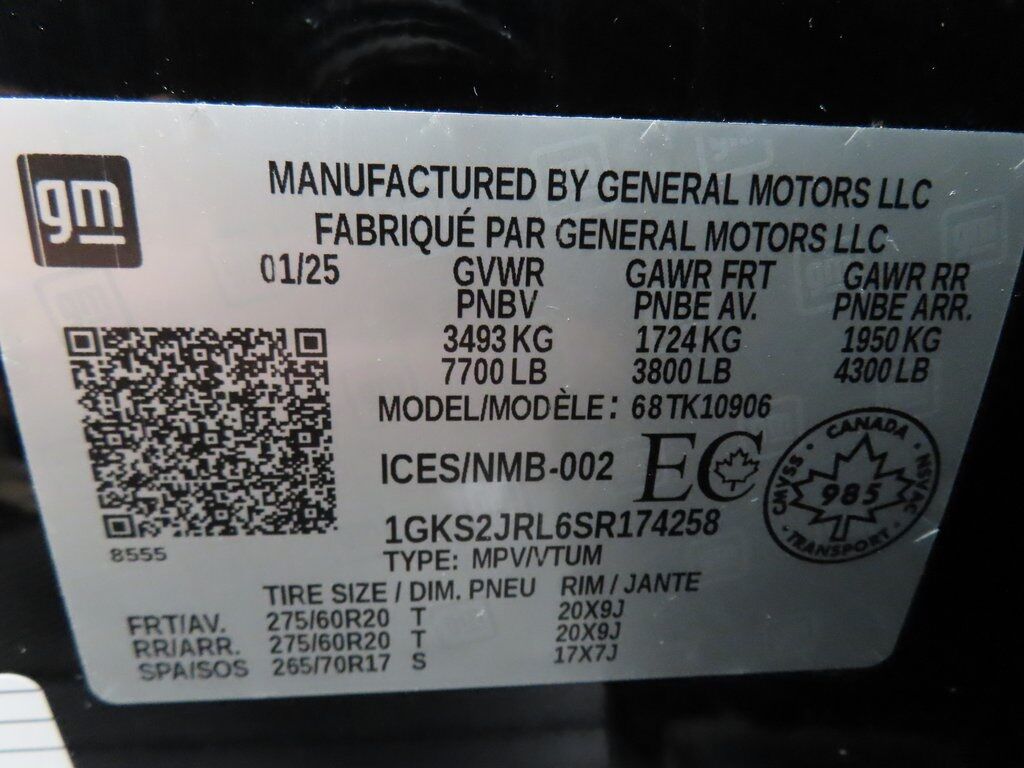 gm
MANUFACTURED BY GENERAL MOTORS LLC
FABRIQUÉ PAR GENERAL MOTORS LLC
01/25 GVWR GAWR FRT GAWR RR
PNBV PNBE AV. PNBE ARR.
3493 KG 1724 KG 1950 KG
7700 LB 3800 LB 4300 LB
MODEL/MODÈLE: 68 TK10906
ICES/NMB-002 EC
CANADA
CMVSS 985 NSVAC
TRANSPORT
1GKS2JRL6SR174258
8555
TYPE: MPV/VTUM
TIRE SIZE / DIM. PNEU RIM / JANTE
FRT/AV. 275/60R20 T 20X9J
RR/ARR. 275/60R20 T 20X9J
SPA/SOS 265/70R17 S 17X7J